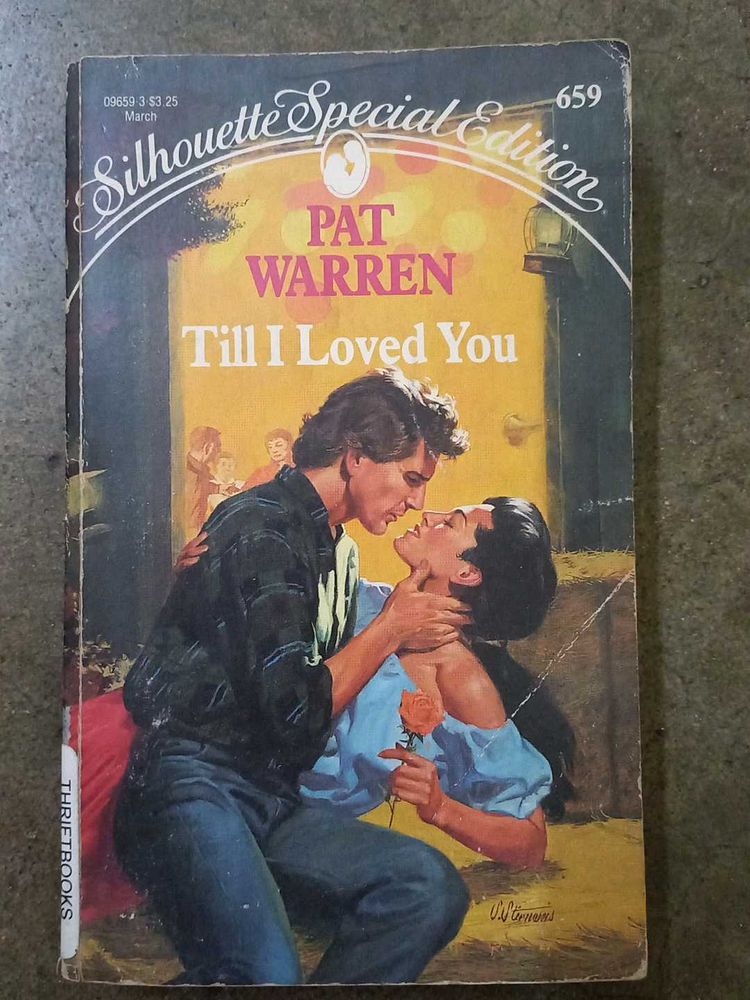 09659-3 $3.25
March
659
Silhouette Special Edition
PAT
WARREN
Till I Loved You
THRIFTBOOKS